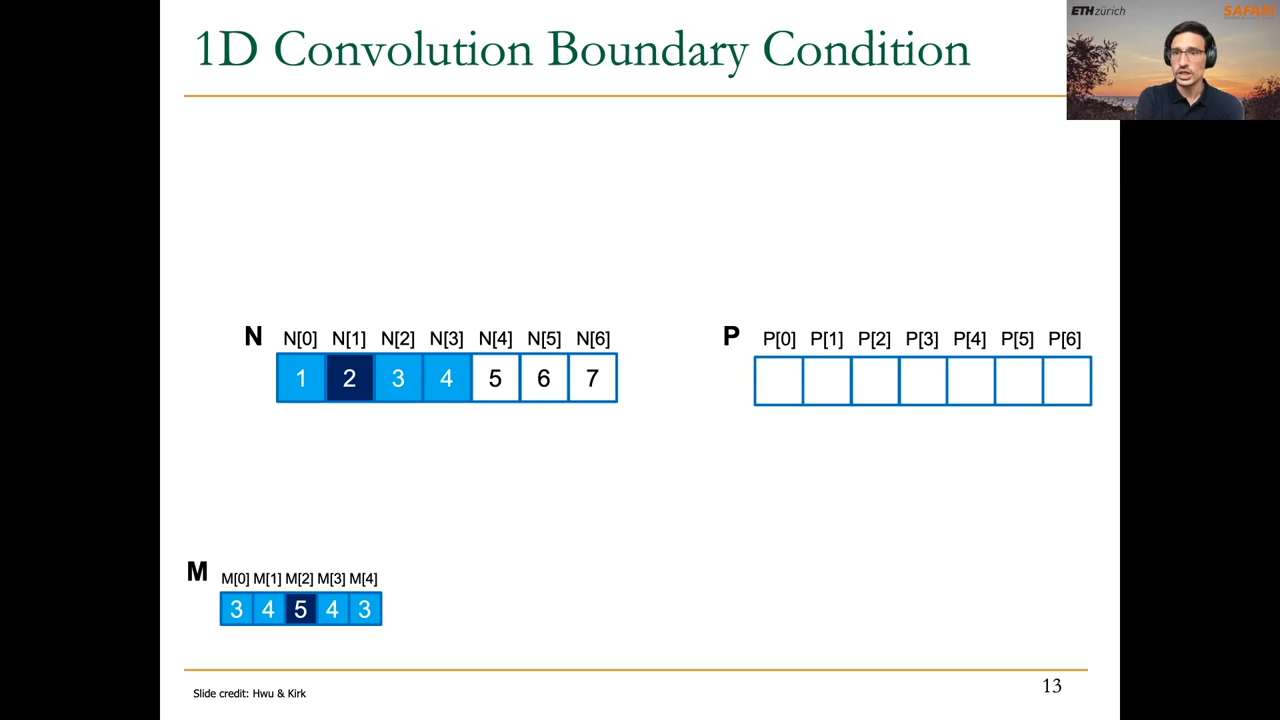 1D Convolution Boundary Condition
ETHzürich
SAFARI
N N[0] N[1] N[2] N[3] N[4] N[5] N[6]
1 2 3 4 5 6 7
P P[0] P[1] P[2] P[3] P[4] P[5] P[6]
M M[0] M[1] M[2] M[3] M[4]
3 4 5 4 3
Slide credit: Hwu & Kirk
13